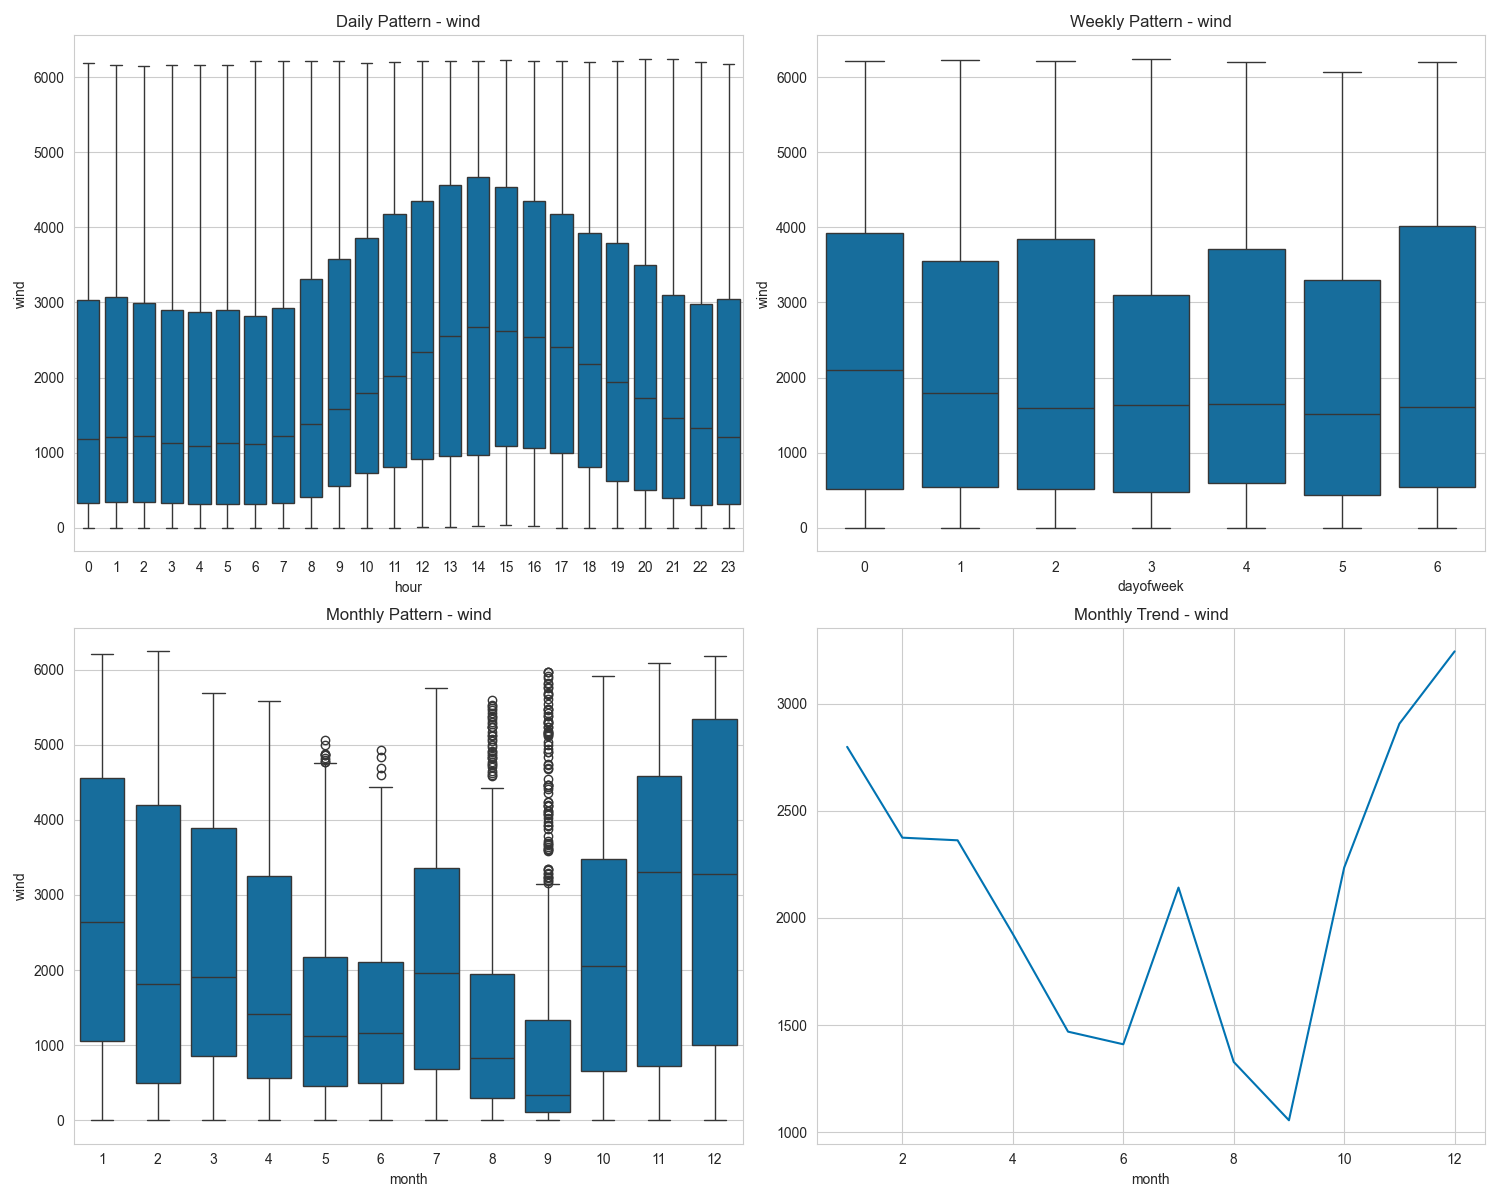 Daily Pattern - wind
wind
6000
5000
4000
3000
2000
1000
0
0 1 2 3 4 5 6 7 8 9 10 11 12 13 14 15 16 17 18 19 20 21 22 23
hour
Weekly Pattern - wind
wind
6000
5000
4000
3000
2000
1000
0
0 1 2 3 4 5 6
dayofweek
Monthly Pattern - wind
wind
6000
5000
4000
3000
2000
1000
0
1 2 3 4 5 6 7 8 9 10 11 12
month
Monthly Trend - wind
3000
2500
2000
1500
1000
2 4 6 8 10 12
month